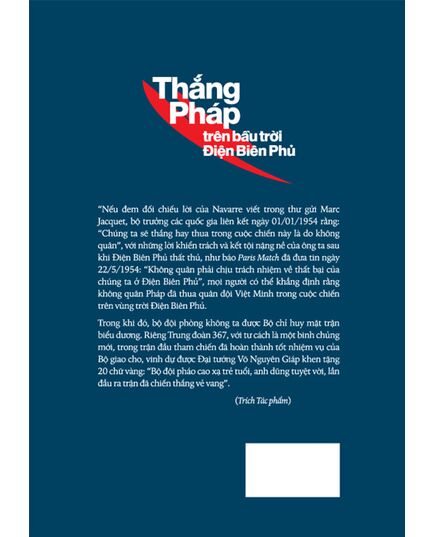 Thắng
Pháp
trên bầu trời
Điện Biên Phủ
“Nếu đem đối chiếu lời của Navarre viết trong thư gửi Marc
Jacquet, bộ trưởng các quốc gia liên kết ngày 01/01/1954 rằng:
“Chúng ta sẽ thắng hay thua trong cuộc chiến này là do không
quân”, với những lời khiển trách và kết tội nặng nề của ông ta sau
khi Điện Biên Phủ thất thủ, như báo Paris Match đã đưa tin ngày
22/5/1954: “Không quân phải chịu trách nhiệm về thất bại của
chúng ta ở Điện Biên Phủ”, mọi người có thể khẳng định rằng
không quân Pháp đã thua quân đội Việt Minh trong cuộc chiến
trên vùng trời Điện Biên Phủ.
Trong khi đó, bộ đội phòng không ta được Bộ chỉ huy mặt trận
biểu dương. Riêng Trung đoàn 367, với tư cách là một binh chủng
mới, trong trận đầu tham chiến đã hoàn thành tốt nhiệm vụ của
Bộ giao cho, vinh dự được Đại tướng Võ Nguyên Giáp khen tặng
20 chữ vàng: “Bộ đội pháo cao xạ trẻ tuổi, anh dũng tuyệt vời, lần
đầu ra trận đã chiến thắng vẻ vang”.
(Trích Tác phẩm)